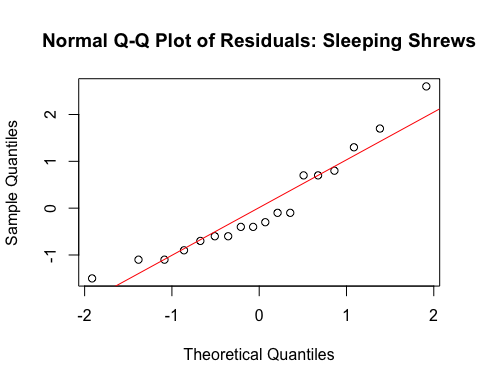 Normal Q-Q Plot of Residuals: Sleeping Shrews
Sample Quantiles
2
1
0
-1
-2 -1 0 1 2
Theoretical Quantiles